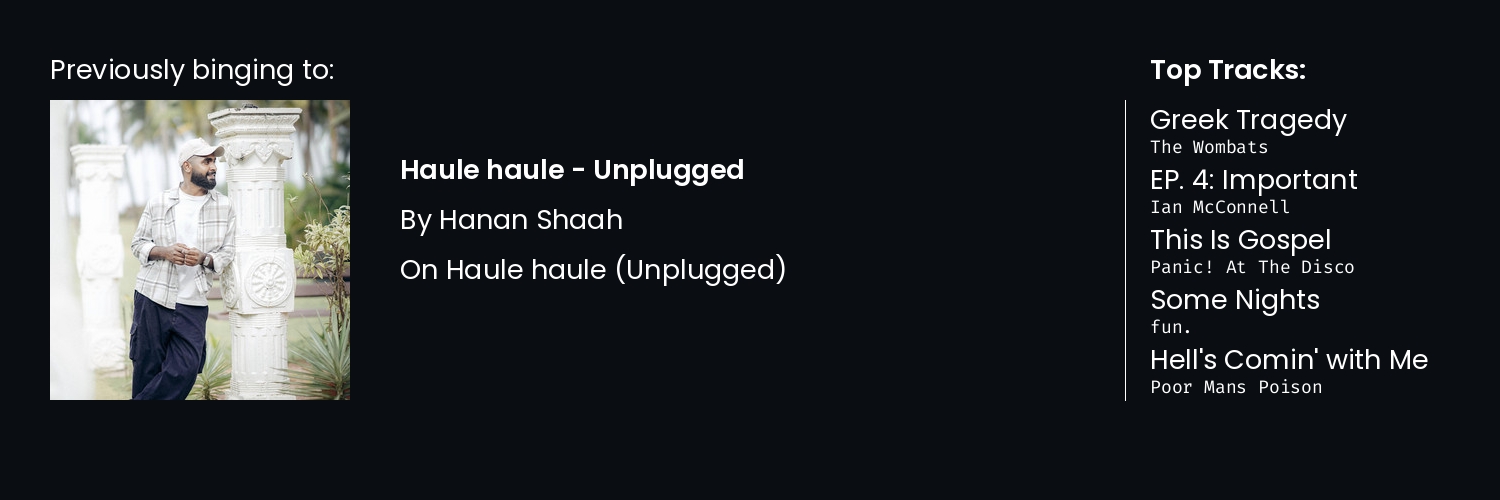 Previously binging to:
Haule haule - Unplugged
By Hanan Shaah
On Haule haule (Unplugged)
Top Tracks:
Greek Tragedy
The Wombats
EP. 4: Important
Ian McConnell
This Is Gospel
Panic! At The Disco
Some Nights
fun.
Hell's Comin' with Me
Poor Mans Poison